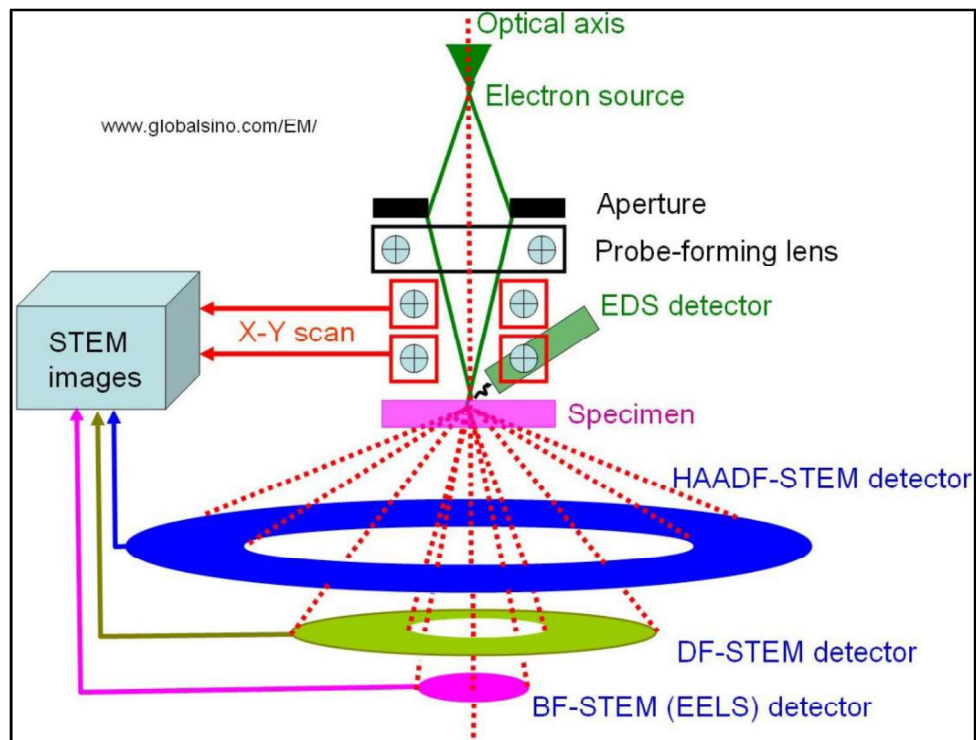 Optical axis
Electron source
www.globalsino.com/EM/
Aperture
Probe-forming lens
EDS detector
X-Y scan
STEM
images
Specimen
HAADF-STEM detector
DF-STEM detector
BF-STEM (EELS) detector